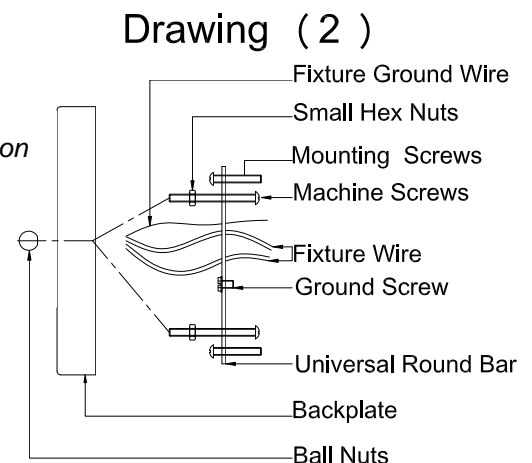 Drawing （2）
Fixture Ground Wire
Small Hex Nuts
on
Mounting Screws
Machine Screws
Fixture Wire
Ground Screw
Universal Round Bar
Backplate
Ball Nuts